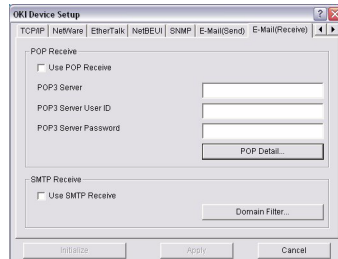 OKI Device Setup
TCP/IP NetWare EtherTalk NetBEUI SNMP E-Mail(Send) E-Mail(Receive)
POP Receive
Use POP Receive
POP3 Server
POP3 Server User ID
POP3 Server Password
POP Detail...
SMTP Receive
Use SMTP Receive
Domain Filter...
Initialize Apply Cancel